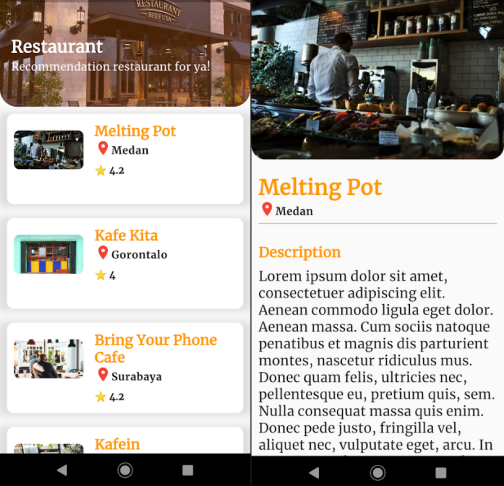 RESTAURANT
Restaurant
Recommendation restaurant for ya!
Melting Pot
Medan
4.2
Kafe Kita
Gorontalo
4
Bring Your Phone
Cafe
Surabaya
4.2
Kafein
Melting Pot
Medan
Description
Lorem ipsum dolor sit amet,
consectetuer adipiscing elit.
Aenean commodo ligula eget dolor.
Aenean massa. Cum sociis natoque
penatibus et magnis dis parturient
montes, nascetur ridiculus mus.
Donec quam felis, ultricies nec,
pellentesque eu, pretium quis, sem.
Nulla consequat massa quis enim.
Donec pede justo, fringilla vel,
aliquet nec, vulputate eget, arcu. In